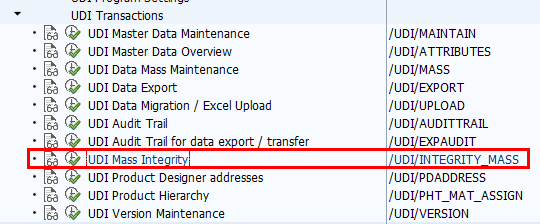 UDI Transactions
UDI Master Data Maintenance /UDI/MAINTAIN
UDI Master Data Overview /UDI/ATTRIBUTES
UDI Data Mass Maintenance /UDI/MASS
UDI Data Export /UDI/EXPORT
UDI Data Migration / Excel Upload /UDI/UPLOAD
UDI Audit Trail /UDI/AUDITTRAIL
UDI Audit Trail for data export / transfer /UDI/EXPAUDIT
UDI Mass Integrity /UDI/INTEGRITY_MASS
UDI Product Designer addresses /UDI/PDADDRESS
UDI Product Hierarchy /UDI/PHT_MAT_ASSIGN
UDI Version Maintenance /UDI/VERSION